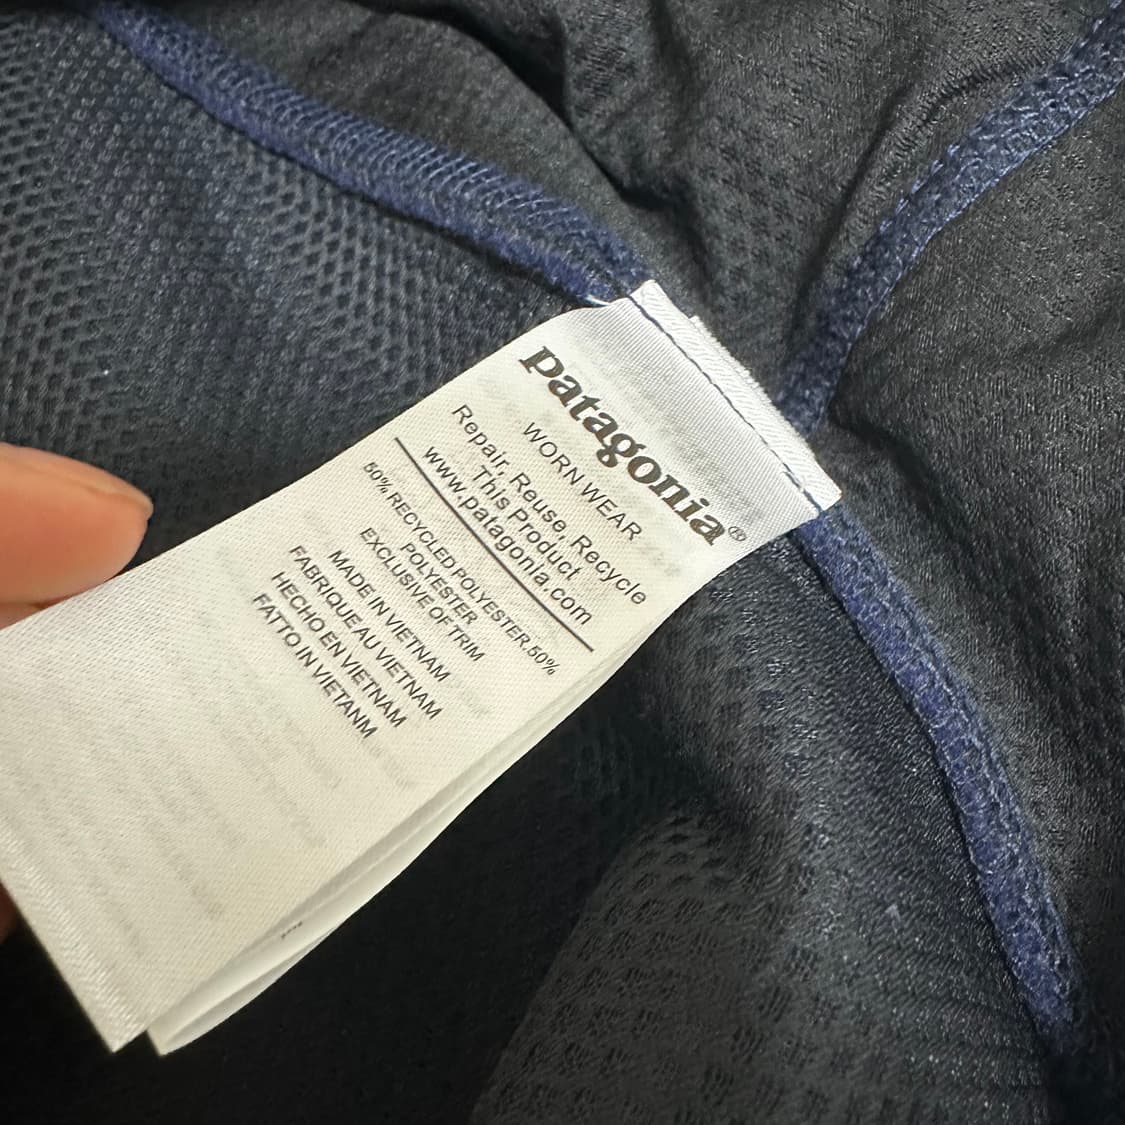 patagonia®
WORN WEAR
Repair, Reuse, Recycle
This Product
www.patagonia.com
50% RECYCLED POLYESTER.50%
POLYESTER
EXCLUSIVE OF TRIM
MADE IN VIETNAM
FABRIQUE AU VIETNAM
HECHO EN VIETNAM
FATTO IN VIETANM